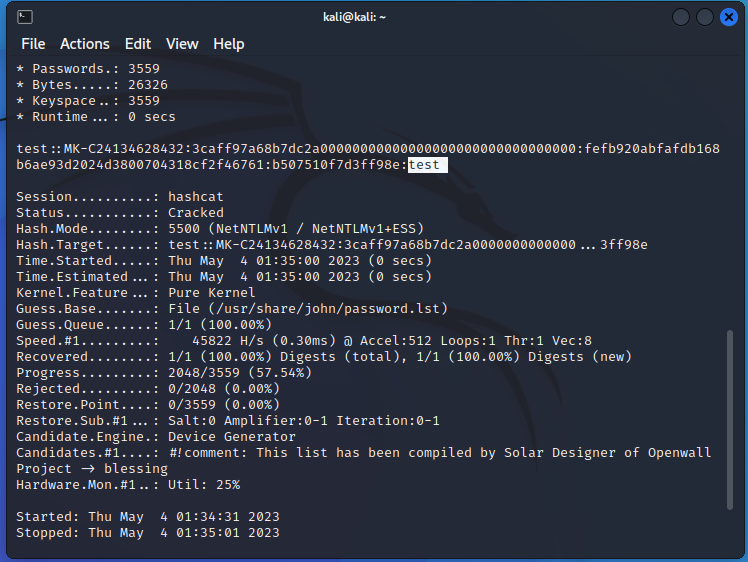 kali@kali: ~
File Actions Edit View Help
* Passwords.: 3559
* Bytes.....: 26326
* Keyspace..: 3559
* Runtime...: 0 secs
test::MK-C24134628432:3caff97a68b7dc2a00000000000000000000000000000000:fefb920abfafdb168
b6ae93d2024d3800704318cf2f46761:b507510f7d3ff98e:test
Session..........: hashcat
Status...........: Cracked
Hash.Mode........: 5500 (NetNTLMv1 / NetNTLMv1+ESS)
Hash.Target......: test::MK-C24134628432:3caff97a68b7dc2a0000000000000...3ff98e
Time.Started.....: Thu May  4 01:35:00 2023 (0 secs)
Time.Estimated...: Thu May  4 01:35:00 2023 (0 secs)
Kernel.Feature...: Pure Kernel
Guess.Base.......: File (/usr/share/john/password.lst)
Guess.Queue......: 1/1 (100.00%)
Speed.#1.........:    45822 H/s (0.30ms) @ Accel:512 Loops:1 Thr:1 Vec:8
Recovered........: 1/1 (100.00%) Digests (total), 1/1 (100.00%) Digests (new)
Progress.........: 2048/3559 (57.54%)
Rejected.........: 0/2048 (0.00%)
Restore.Point....: 0/3559 (0.00%)
Restore.Sub.#1...: Salt:0 Amplifier:0-1 Iteration:0-1
Candidate.Engine.: Device Generator
Candidates.#1....: #!comment: This list has been compiled by Solar Designer of Openwall
Project -> blessing
Hardware.Mon.#1..: Util: 25%
Started: Thu May  4 01:34:31 2023
Stopped: Thu May  4 01:35:01 2023